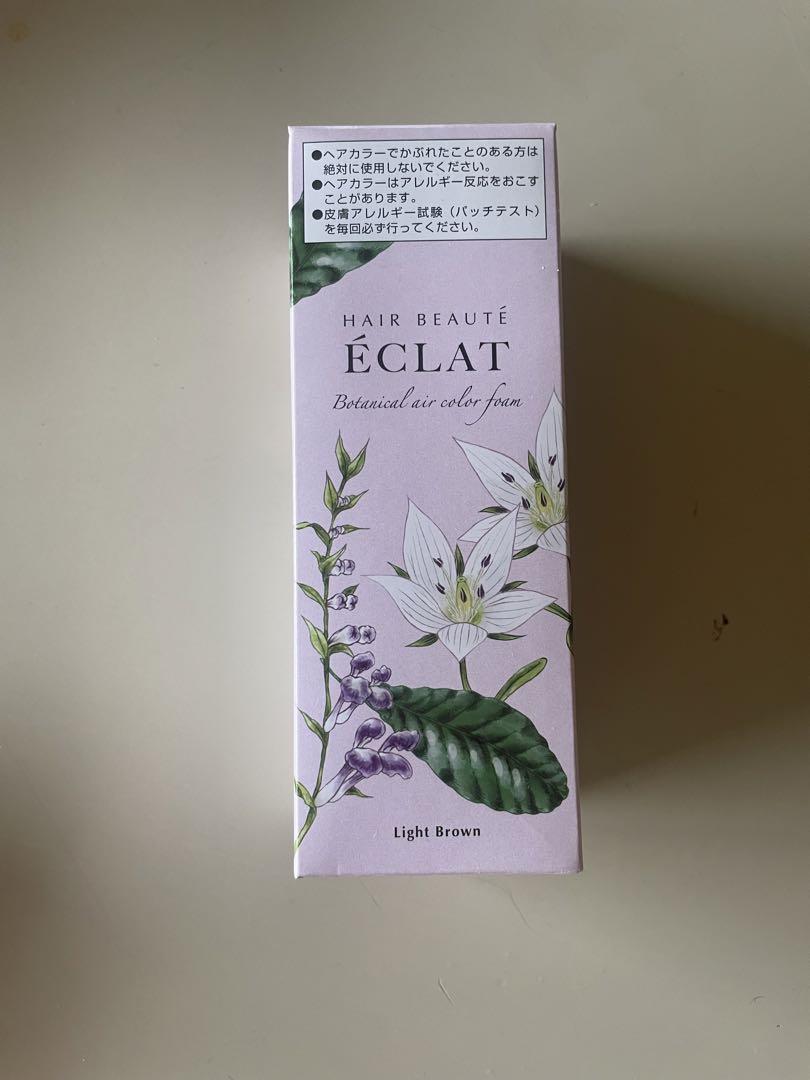 ●ヘアカラーでかぶれたことのある方は
絶対に使用しないでください。
●ヘアカラーはアレルギー反応をおこす
ことがあります。
●皮膚アレルギー試験（パッチテスト）
を毎回必ず行ってください。
HAIR BEAUTÉ
ÉCLAT
Botanical air color foam
Light Brown